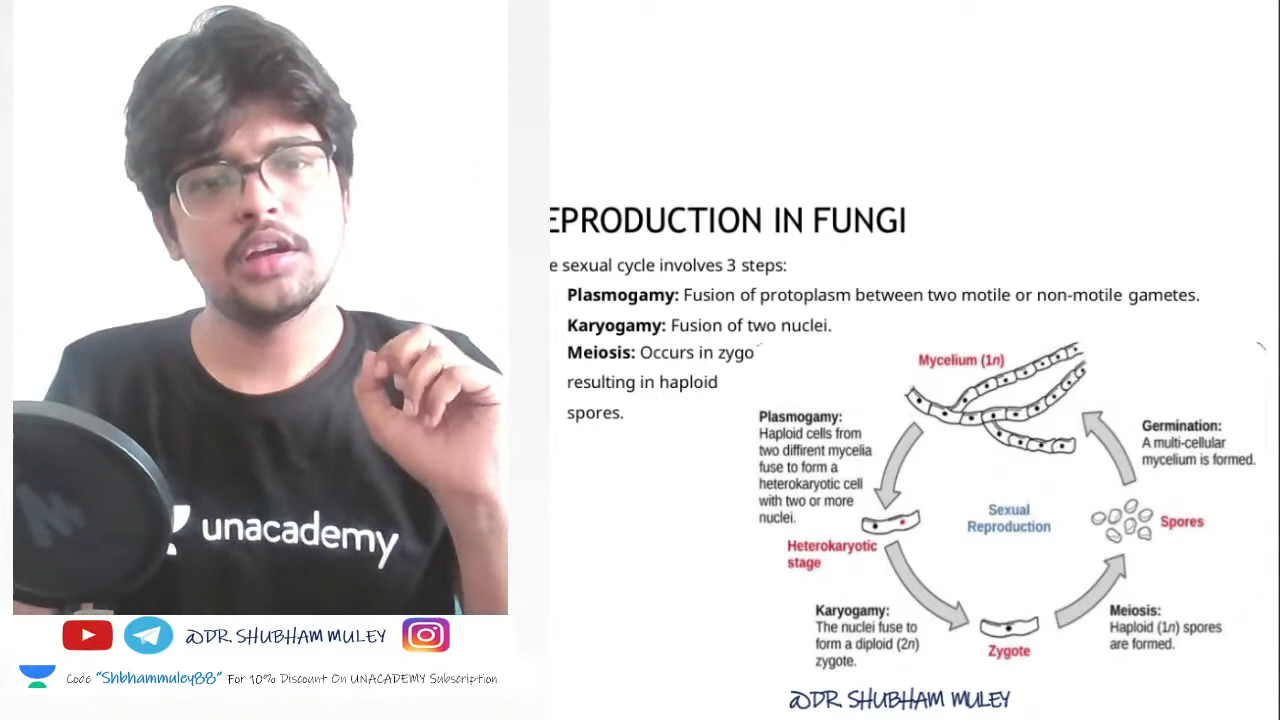 EPRODUCTION IN FUNGI
e sexual cycle involves 3 steps:
Plasmogamy: Fusion of protoplasm between two motile or non-motile gametes.
Karyogamy: Fusion of two nuclei.
Meiosis: Occurs in zygo
resulting in haploid
spores.
Mycelium (1n)
Plasmogamy:
Haploid cells from
two diffirent mycelia
fuse to form a
heterokaryotic cell
with two or more
nuclei.
Heterokaryotic
stage
Karyogamy:
The nuclei fuse to
form a diploid (2n)
zygote.
Zygote
Sexual
Reproduction
Germination:
A multi-cellular
mycelium is formed.
Spores
Meiosis:
Haploid (1n) spores
are formed.
@DR. SHUBHAM MULEY
unacademy
@DR. SHUBHAM MULEY
Code "Shbhammuley88" For 10% Discount On UNACADEMY Subscription